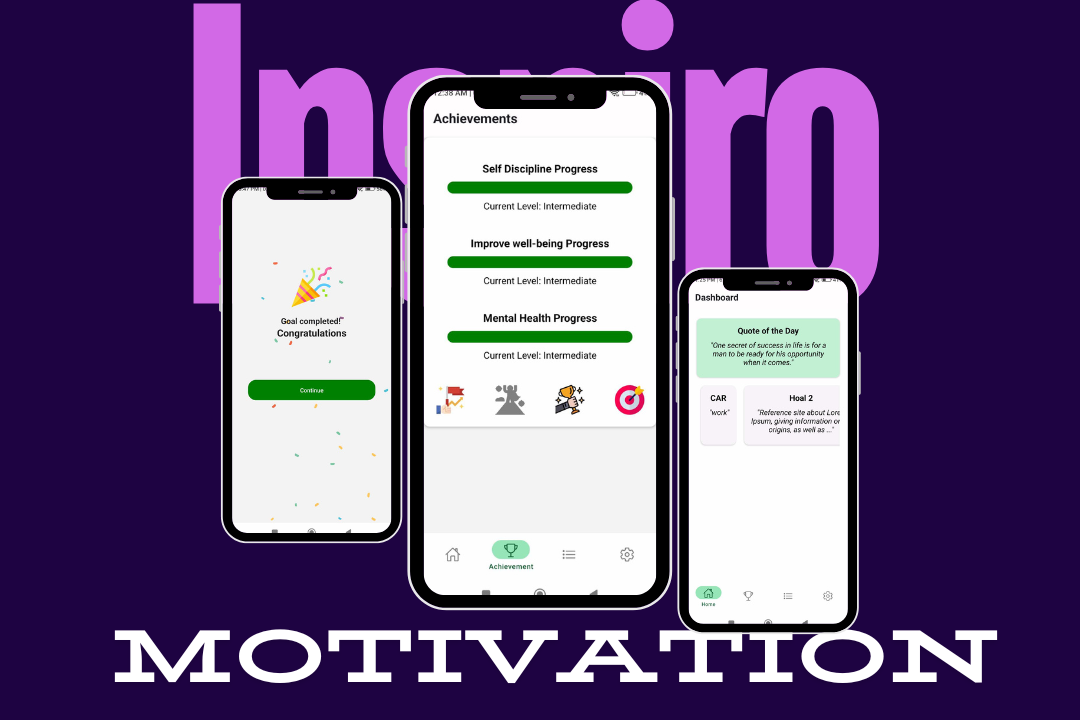 Inspiro
Goal completed!
Congratulations
Continue
12:38 AM |
Achievements
Self Discipline Progress
Current Level: Intermediate
Improve well-being Progress
Current Level: Intermediate
Mental Health Progress
Current Level: Intermediate
Achievement
Dashboard
Quote of the Day
"One secret of success in life is for a
man to be ready for his opportunity
when it comes."
CAR
"work"
Hoal 2
"Reference site about Lore
Ipsum, giving information on
origins, as well as ..."
Home
MOTIVATION